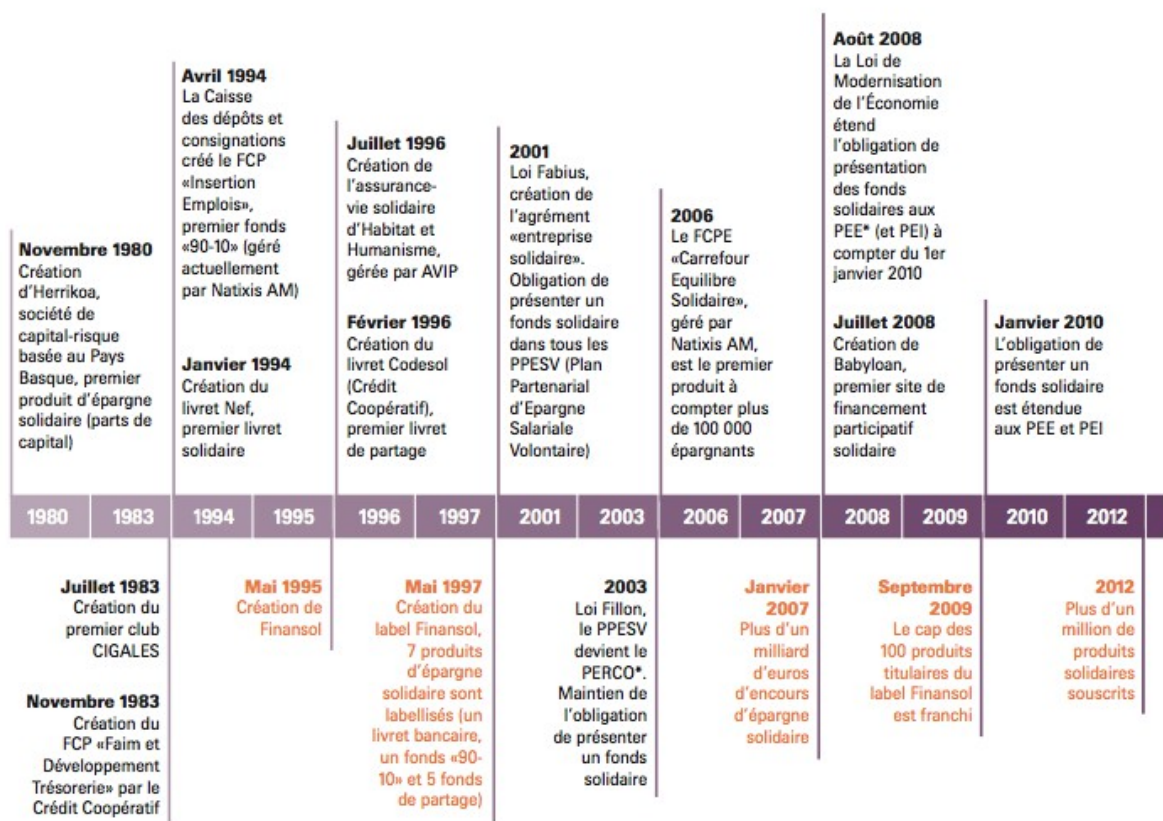 Novembre 1980
Création
d'Herrikoa,
société de
capital-risque
basée au Pays
Basque, premier
produit d'épargne
solidaire (parts de
capital)
Avril 1994
La Caisse
des dépôts et
consignations
créé le FCP
«Insertion
Emplois»,
premier fonds
«90-10» (géré
actuellement
par Natixis AM)
Janvier 1994
Création du
livret Nef,
premier livret
solidaire
Juillet 1996
Création de
l'assurance-
vie solidaire
d'Habitat et
Humanisme,
gérée par AVIP
Février 1996
Création du
livret Codesol
(Crédit
Coopératif),
premier livret
de partage
2001
Loi Fabius,
création de
l'agrément
«entreprise
solidaire».
Obligation de
présenter un
fonds solidaire
dans tous les
PPESV (Plan
Partenarial
d'Epargne
Salariale
Volontaire)
2006
Le FCPE
«Carrefour
Equilibre
Solidaire»,
géré par
Natixis AM,
est le premier
produit à
compter plus
de 100 000
épargnants
Août 2008
La Loi de
Modernisation
de l'Économie
étend
l'obligation de
présentation
des fonds
solidaires aux
PEE* (et PEI) à
compter du 1er
janvier 2010
Juillet 2008
Création de
Babyloan,
premier site de
financement
participatif
solidaire
Janvier 2010
L'obligation de
présenter un
fonds solidaire
est étendue
aux PEE et PEI
1980 1983 1994 1995 1996 1997 2001 2003 2006 2007 2008 2009 2010 2012
Juillet 1983
Création du
premier club
CIGALES
Novembre 1983
Création du
FCP «Faim et
Développement
Trésorerie» par le
Crédit Coopératif
Mai 1995
Création de
Finansol
Mai 1997
Création du
label Finansol,
7 produits
d'épargne
solidaire sont
labellisés (un
livret bancaire,
un fonds «90-
10» et 5 fonds
de partage)
2003
Loi Fillon,
le PPESV
devient le
PERCO*.
Maintien de
l'obligation
de présenter
un fonds
solidaire
Janvier
2007
Plus d'un
milliard
d'euros
d'encours
d'épargne
solidaire
Septembre
2009
Le cap des
100 produits
titulaires du
label Finansol
est franchi
2012
Plus d'un
million de
produits
solidaires
souscrits